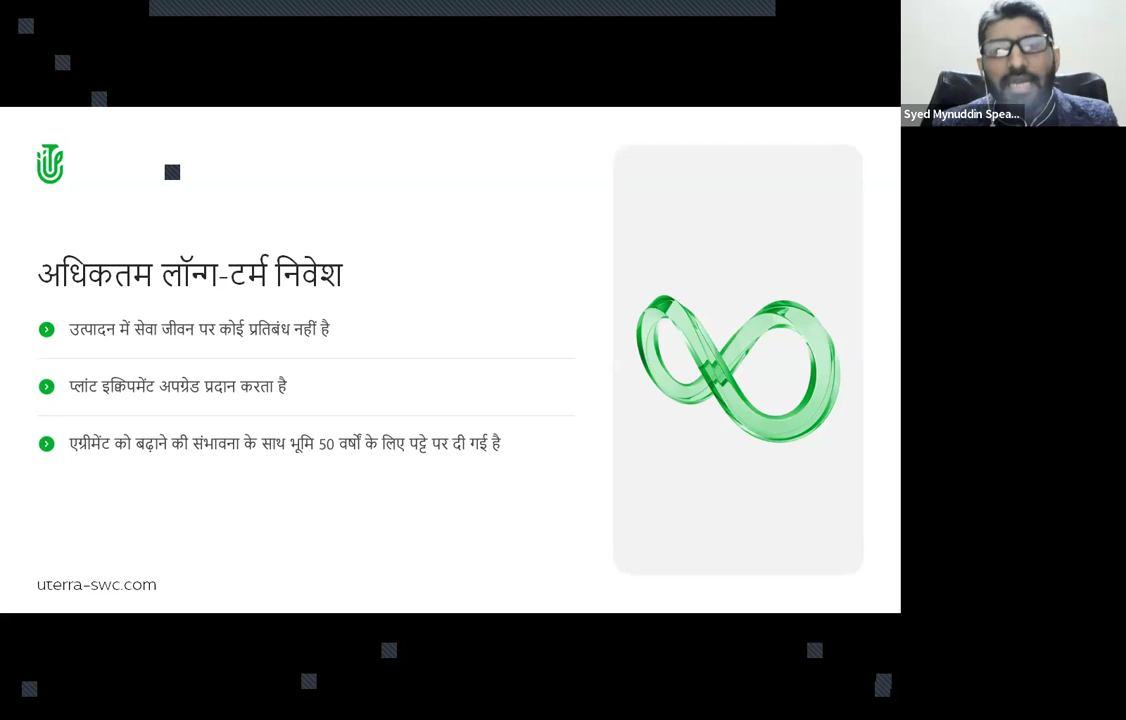 Syed Mynuddin Spea...
अधिकतम लॉन्ग-टर्म निवेश
उत्पादन में सेवा जीवन पर कोई प्रतिबंध नहीं है
प्लांट इक्विपमेंट अपग्रेड प्रदान करता है
एग्रीमेंट को बढ़ाने की संभावना के साथ भूमि 50 वर्षों के लिए पट्टे पर दी गई है
uterra-swc.com